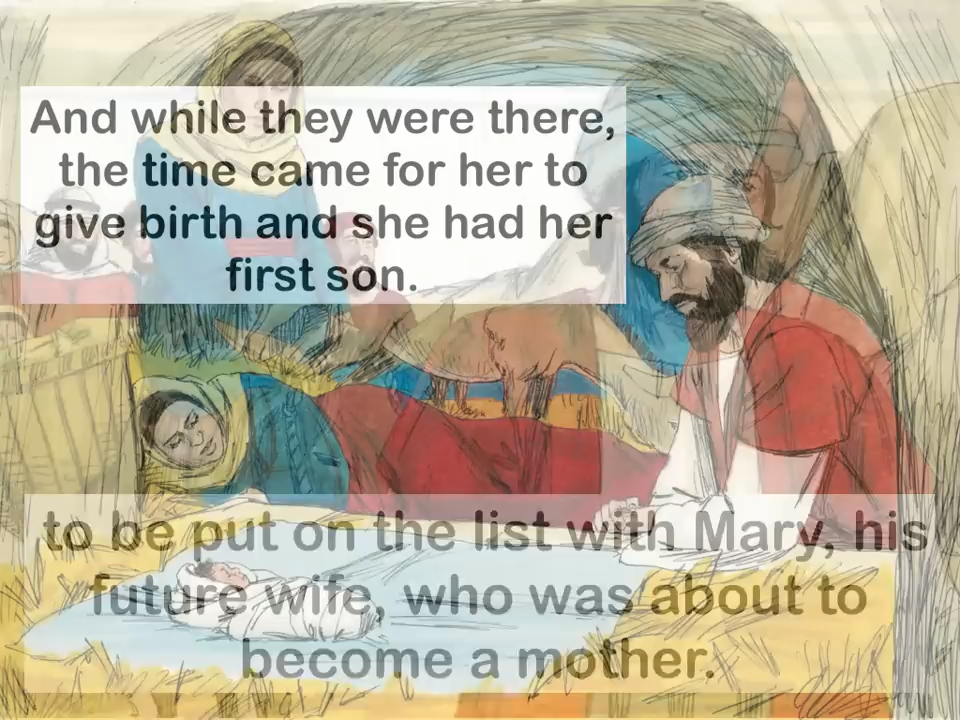 And while they were there,
the time came for her to
give birth and she had her
first son.
to be put on the list with Mary, his
future wife, who was about to
become a mother.